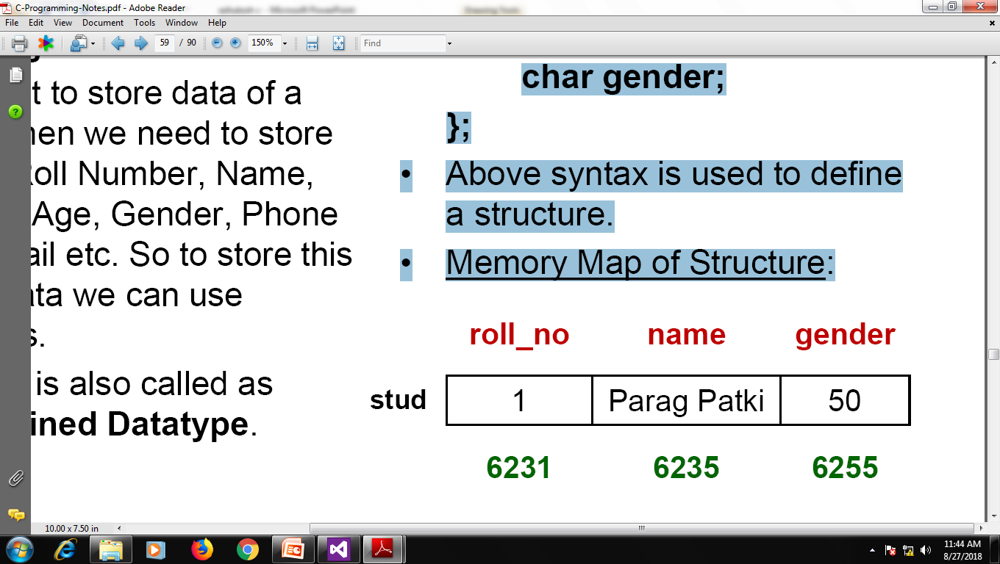 C-Programming-Notes.pdf - Adobe Reader
File Edit View Document Tools Window Help
59 / 90 150% Find
t to store data of a
en we need to store
oll Number, Name,
Age, Gender, Phone
ail etc. So to store this
ata we can use
s.
is also called as
ined Datatype.
char gender;
};
• Above syntax is used to define
a structure.
• Memory Map of Structure:
roll_no name gender
stud 1 Parag Patki 50
6231 6235 6255
10.00 x 7.50 in
11:44 AM
8/27/2018